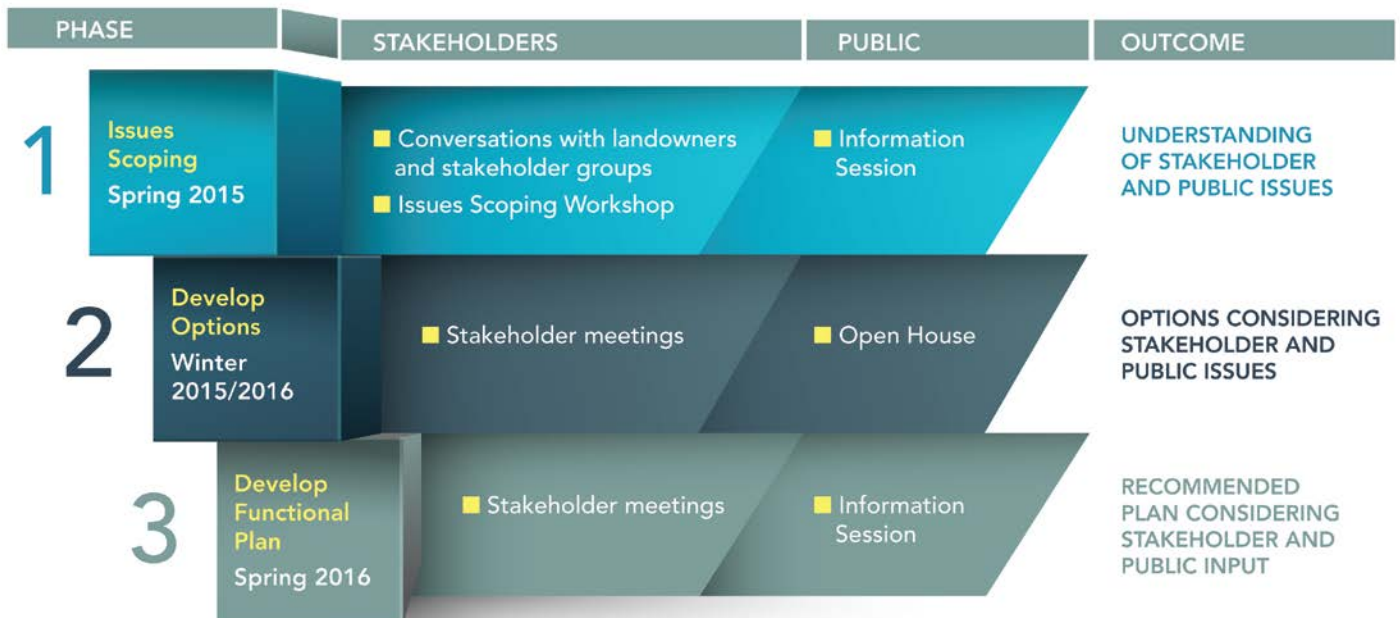 PHASE
STAKEHOLDERS
PUBLIC
OUTCOME
1
Issues
Scoping
Spring 2015
Conversations with landowners
and stakeholder groups
Issues Scoping Workshop
Information
Session
UNDERSTANDING
OF STAKEHOLDER
AND PUBLIC ISSUES
2
Develop
Options
Winter
2015/2016
Stakeholder meetings
Open House
OPTIONS CONSIDERING
STAKEHOLDER AND
PUBLIC ISSUES
3
Develop
Functional
Plan
Spring 2016
Stakeholder meetings
Information
Session
RECOMMENDED
PLAN CONSIDERING
STAKEHOLDER AND
PUBLIC INPUT